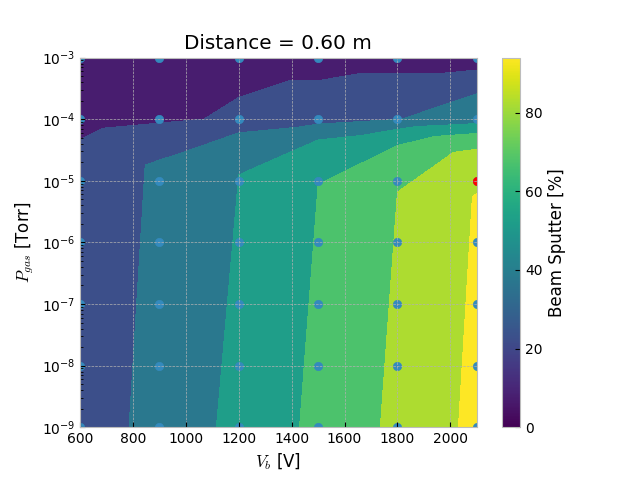 Distance = 0.60 m
10⁻³
10⁻⁴
10⁻⁵
10⁻⁶
10⁻⁷
10⁻⁸
10⁻⁹
P_gas [Torr]
600 800 1000 1200 1400 1600 1800 2000
V_b [V]
80
60
40
20
0
Beam Sputter [%]